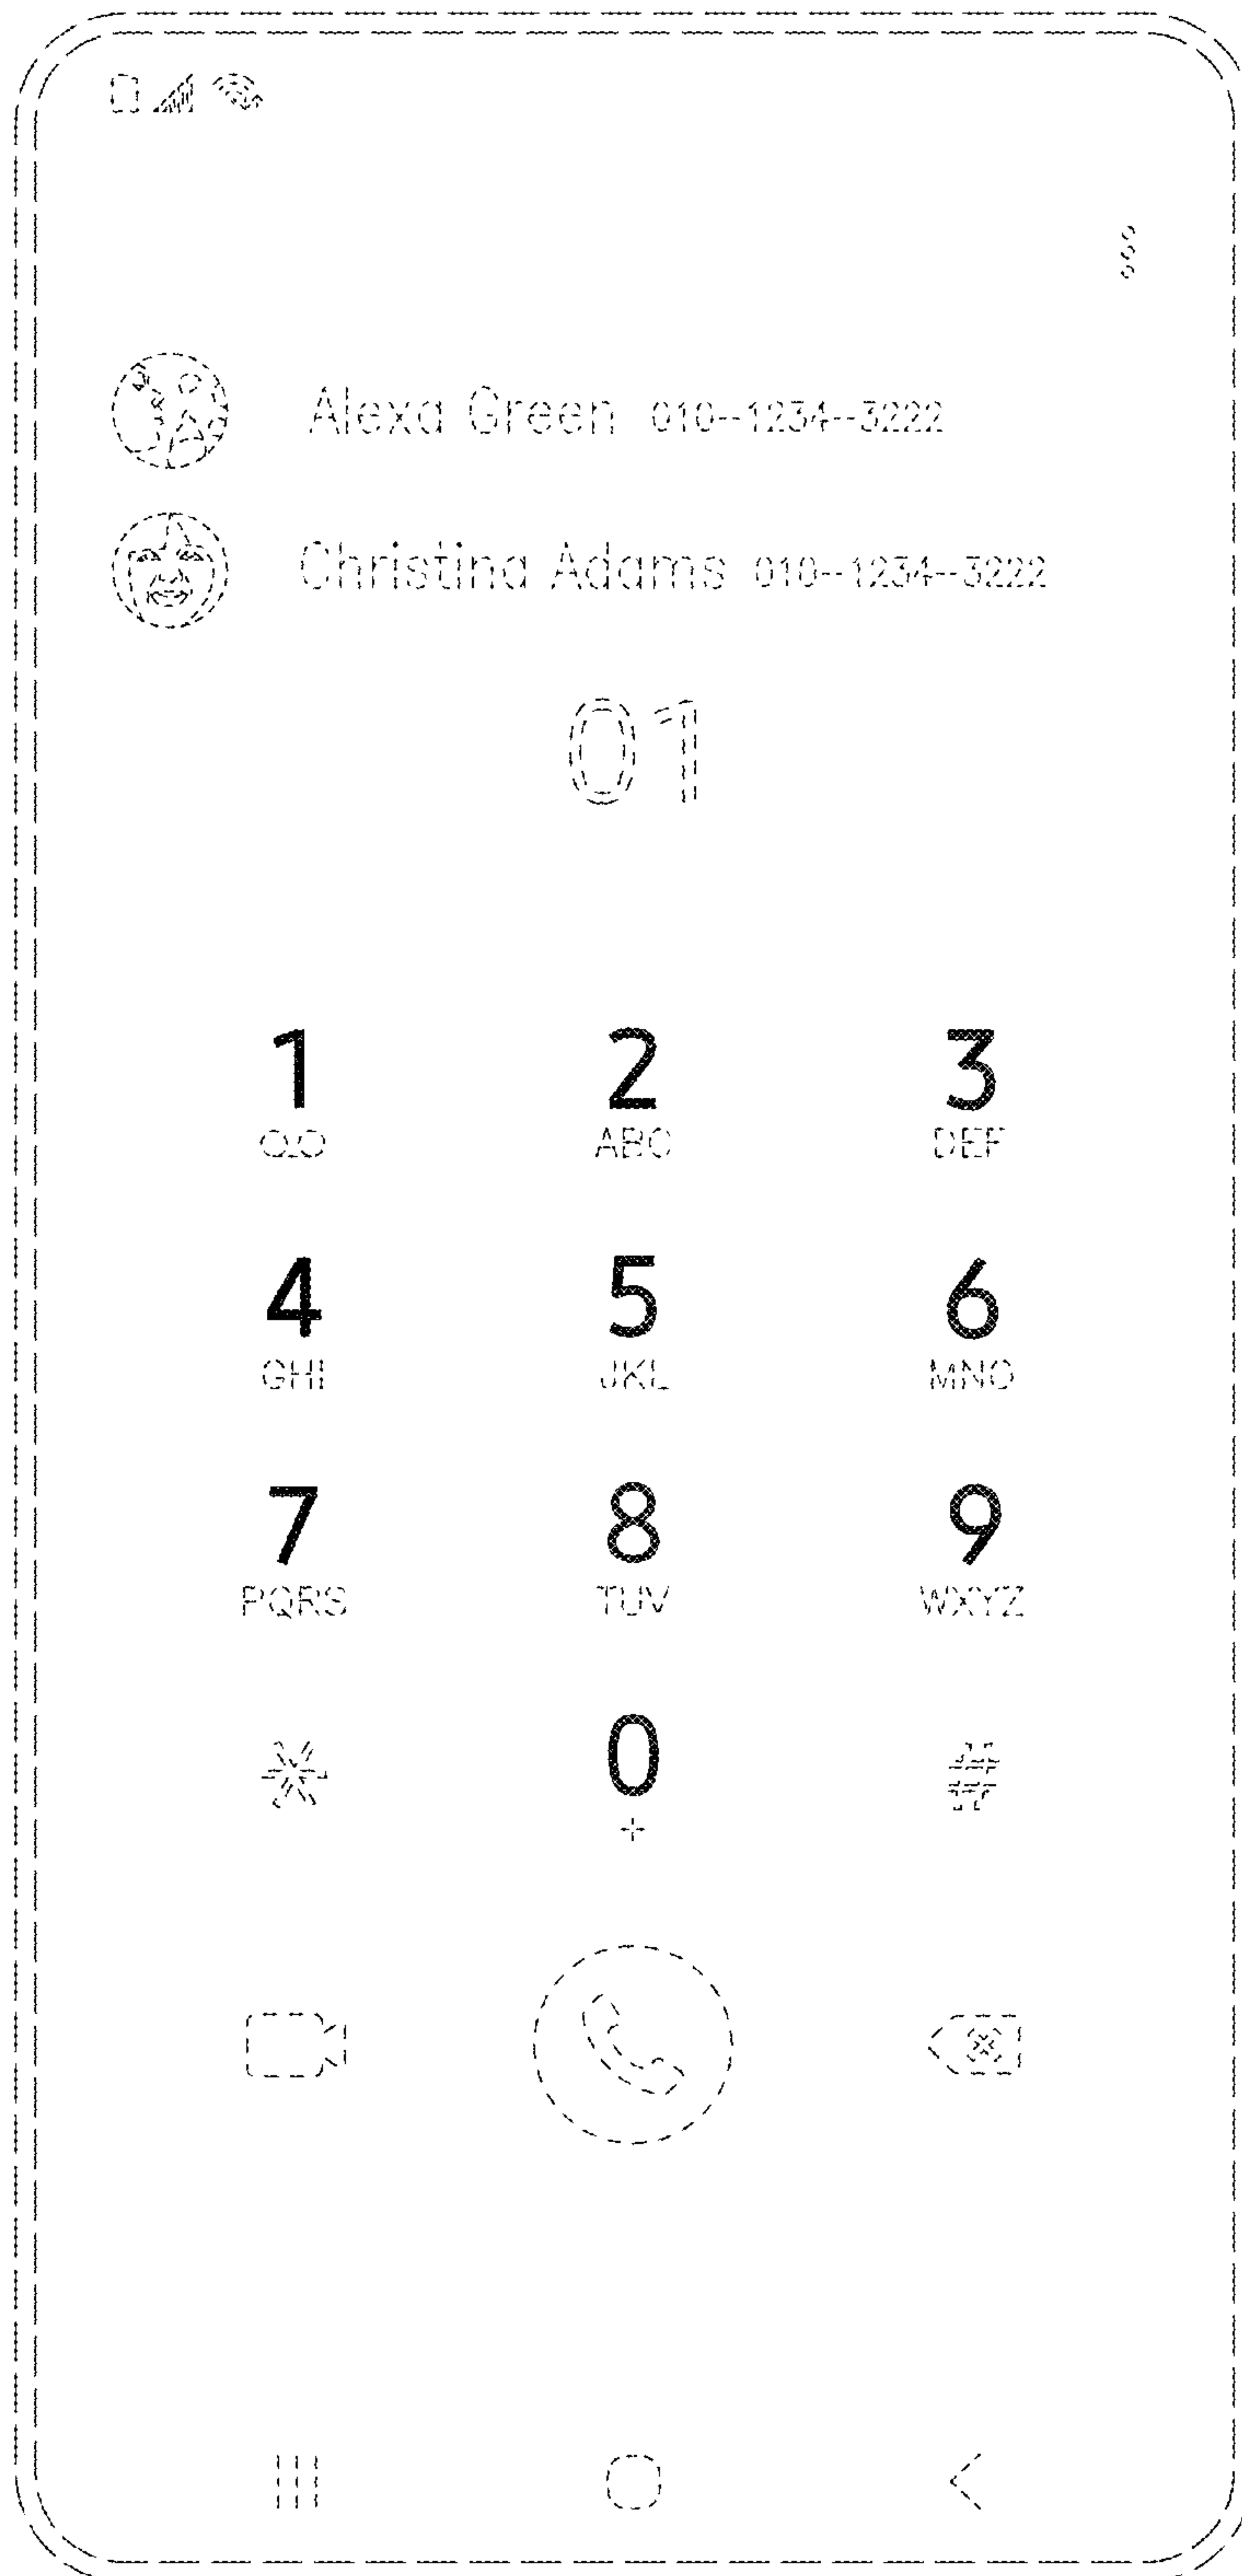 Alexa Green 010--1234--3222
Christina Adams 010--1234--3222
01
1 2 3
ABC DEF
4 5 6
GHI JKL MNO
7 8 9
PQRS TUV WXYZ
* 0 #
+